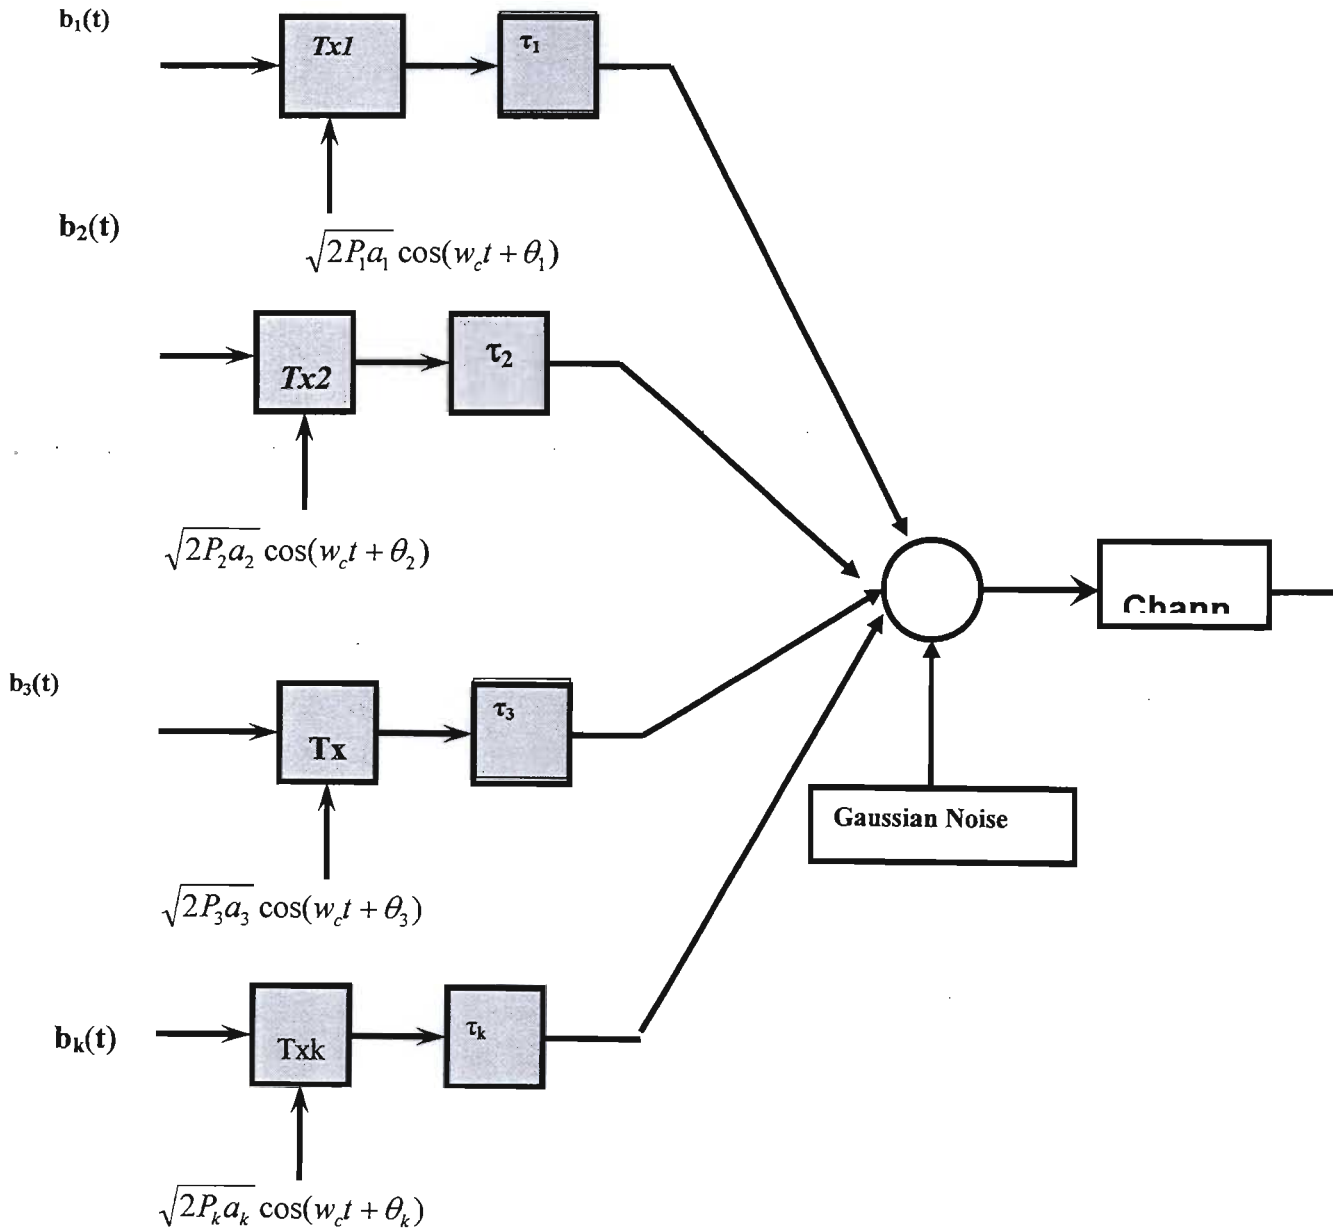 b₁(t)
Tx1
τ₁
√2P₁a₁ cos(w_c t + θ₁)
b₂(t)
Tx2
τ₂
√2P₂a₂ cos(w_c t + θ₂)
Chann
b₃(t)
Tx
τ₃
Gaussian Noise
√2P₃a₃ cos(w_c t + θ₃)
b_k(t)
Txk
τ_k
√2P_k a_k cos(w_c t + θ_k)